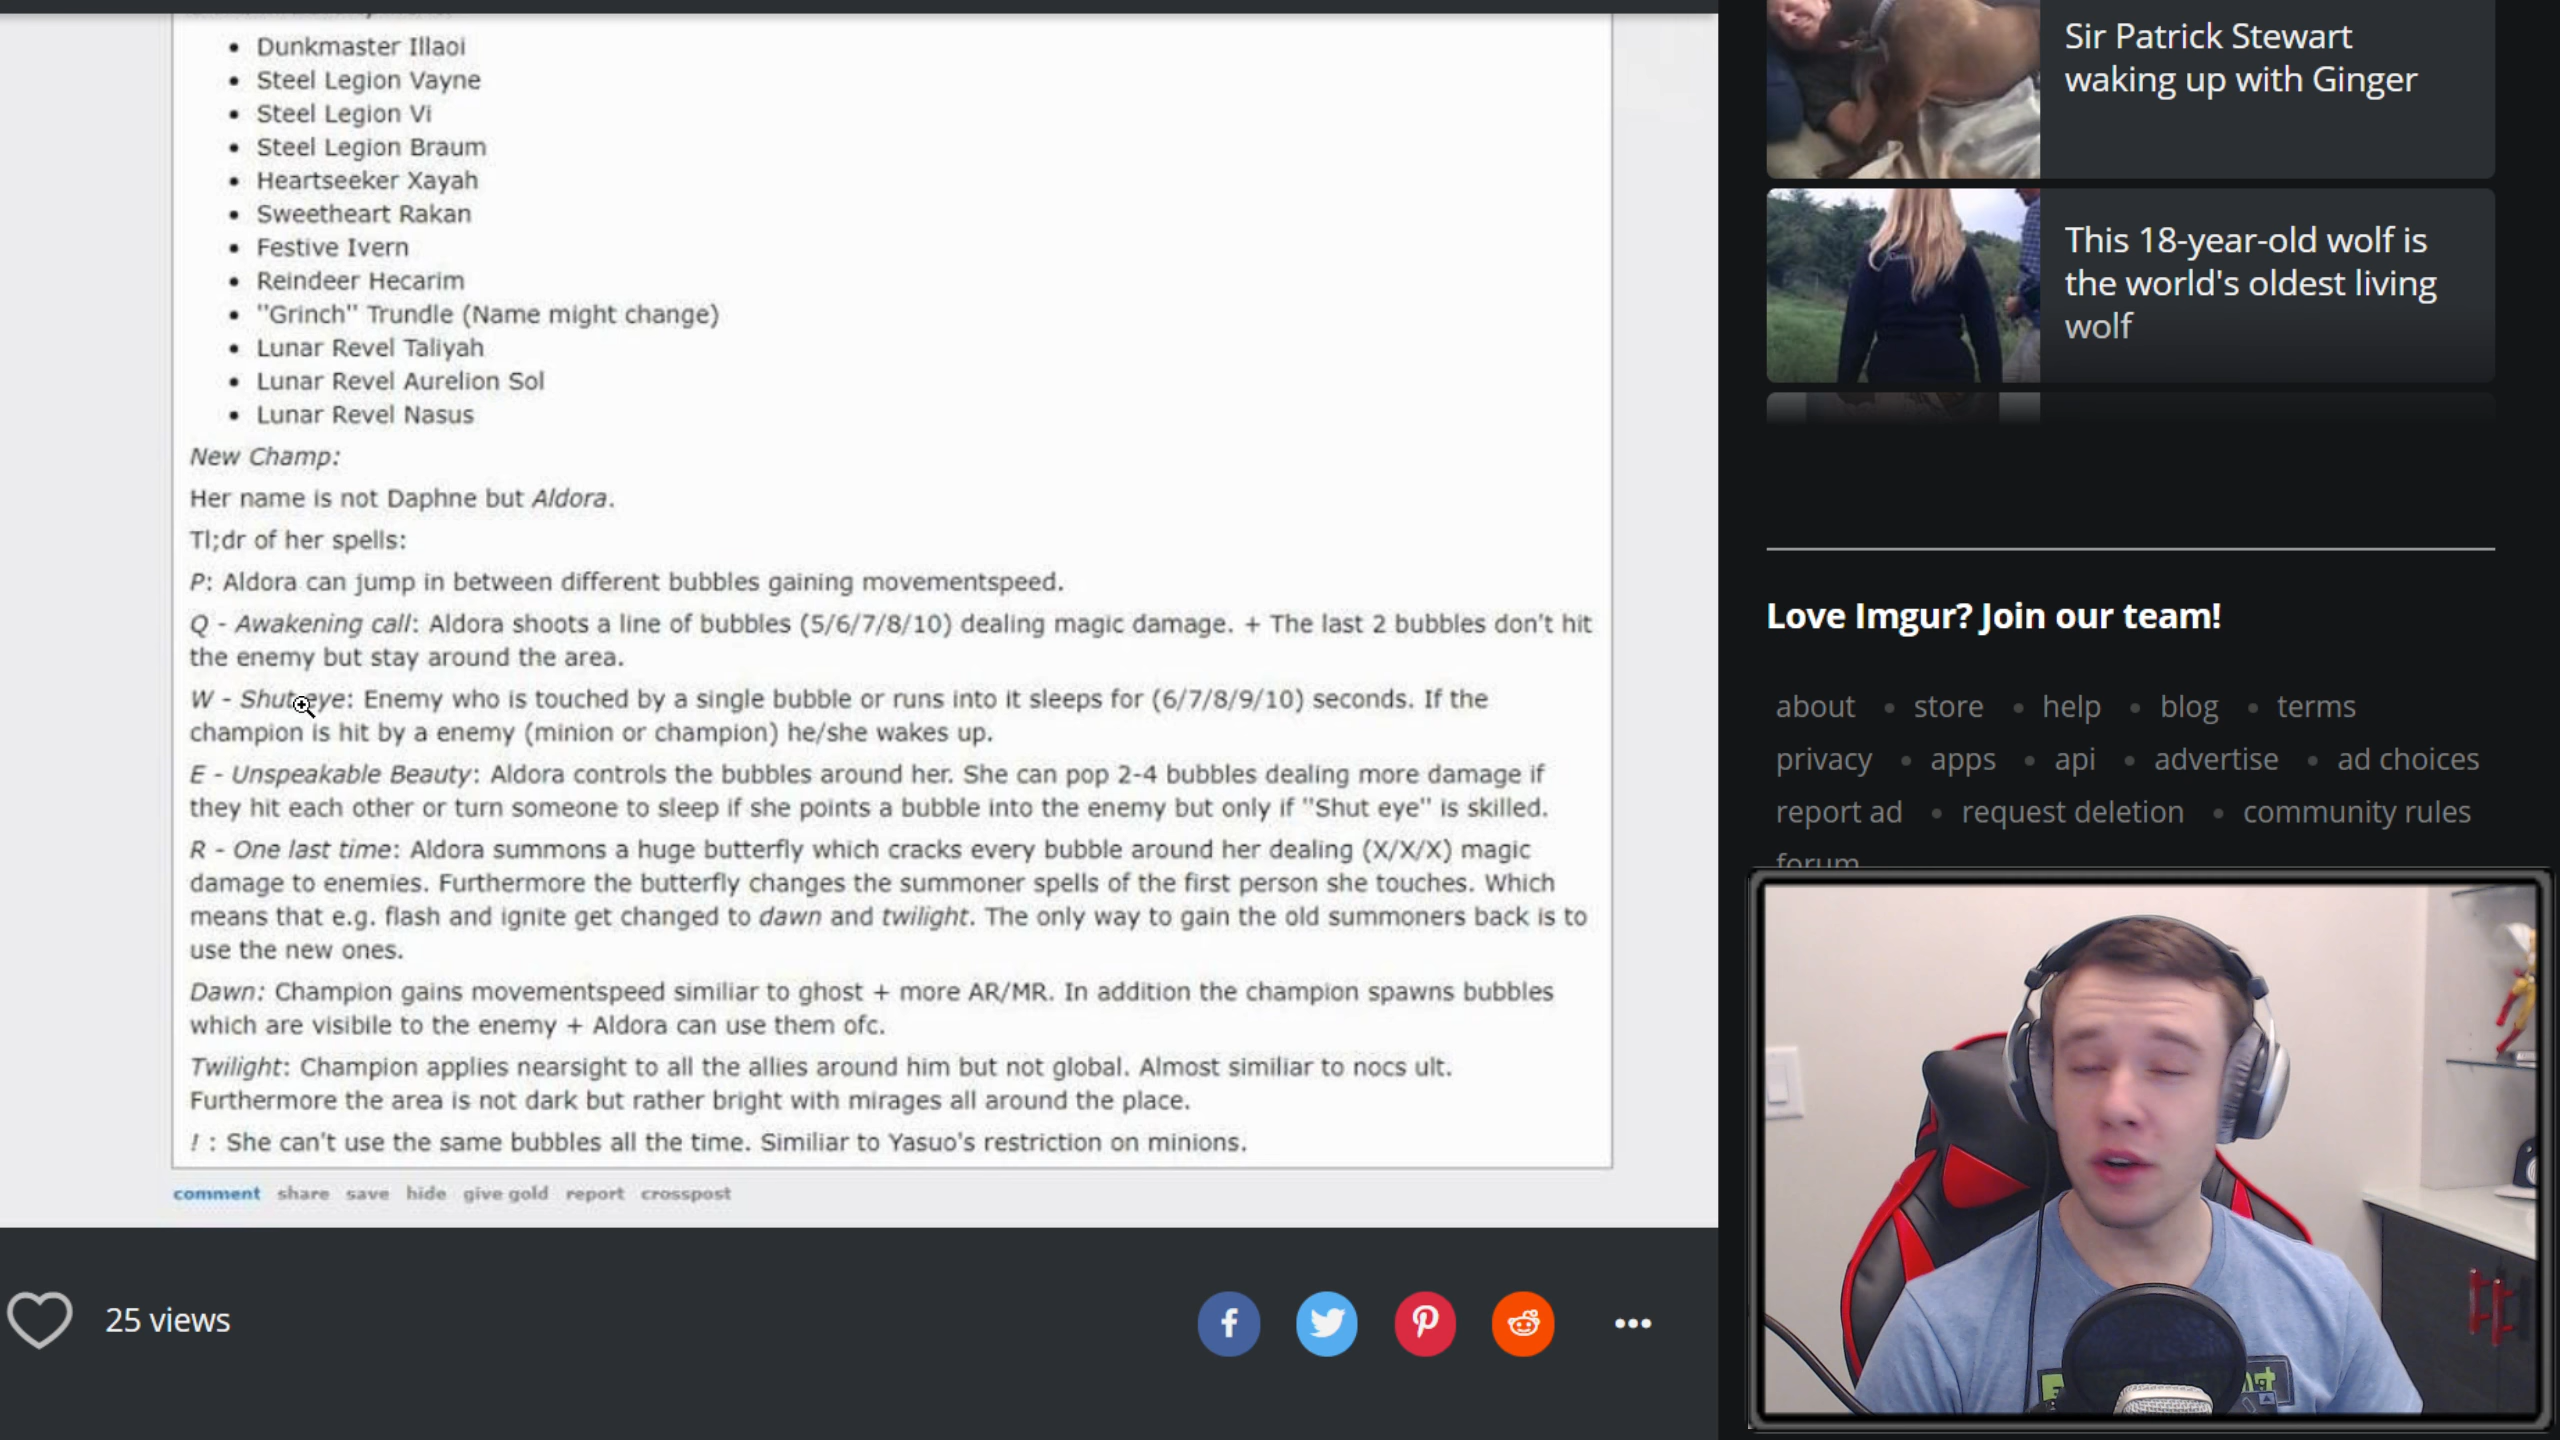 • Dunkmaster Illaoi
• Steel Legion Vayne
• Steel Legion Vi
• Steel Legion Braum
• Heartseeker Xayah
• Sweetheart Rakan
• Festive Ivern
• Reindeer Hecarim
• "Grinch" Trundle (Name might change)
• Lunar Revel Taliyah
• Lunar Revel Aurelion Sol
• Lunar Revel Nasus
New Champ:
Her name is not Daphne but Aldora.
Tl;dr of her spells:
P: Aldora can jump in between different bubbles gaining movementspeed.
Q - Awakening call: Aldora shoots a line of bubbles (5/6/7/8/10) dealing magic damage. + The last 2 bubbles don't hit
the enemy but stay around the area.
W - Shut eye: Enemy who is touched by a single bubble or runs into it sleeps for (6/7/8/9/10) seconds. If the
champion is hit by a enemy (minion or champion) he/she wakes up.
E - Unspeakable Beauty: Aldora controls the bubbles around her. She can pop 2-4 bubbles dealing more damage if
they hit each other or turn someone to sleep if she points a bubble into the enemy but only if "Shut eye" is skilled.
R - One last time: Aldora summons a huge butterfly which cracks every bubble around her dealing (X/X/X) magic
damage to enemies. Furthermore the butterfly changes the summoner spells of the first person she touches. Which
means that e.g. flash and ignite get changed to dawn and twilight. The only way to gain the old summoners back is to
use the new ones.
Dawn: Champion gains movementspeed similiar to ghost + more AR/MR. In addition the champion spawns bubbles
which are visibile to the enemy + Aldora can use them ofc.
Twilight: Champion applies nearsight to all the allies around him but not global. Almost similiar to nocs ult.
Furthermore the area is not dark but rather bright with mirages all around the place.
! : She can't use the same bubbles all the time. Similiar to Yasuo's restriction on minions.
comment share save hide give gold report crosspost
25 views
Sir Patrick Stewart
waking up with Ginger
This 18-year-old wolf is
the world's oldest living
wolf
Love Imgur? Join our team!
about • store • help • blog • terms
privacy • apps • api • advertise • ad choices
report ad • request deletion • community rules
forum